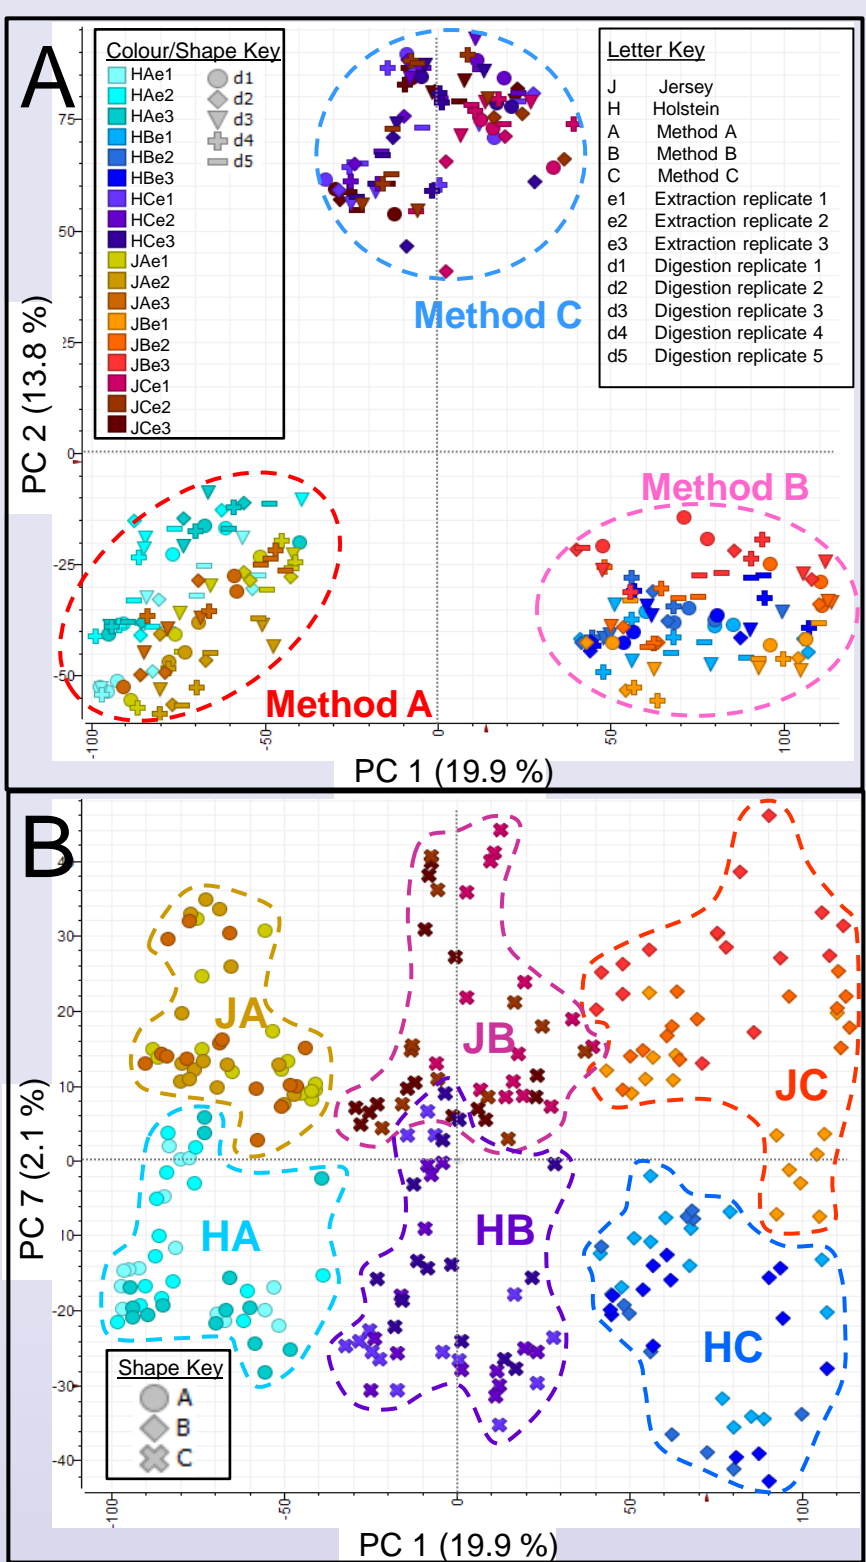 A
Colour/Shape Key
HAe1
HAe2
HAe3
HBe1
HBe2
HBe3
HCe1
HCe2
HCe3
JAe1
JAe2
JAe3
JBe1
JBe2
JBe3
JCe1
JCe2
JCe3
d1
d2
d3
d4
d5
Letter Key
J Jersey
H Holstein
A Method A
B Method B
C Method C
e1 Extraction replicate 1
e2 Extraction replicate 2
e3 Extraction replicate 3
d1 Digestion replicate 1
d2 Digestion replicate 2
d3 Digestion replicate 3
d4 Digestion replicate 4
d5 Digestion replicate 5
Method C
Method B
Method A
PC 2 (13.8 %)
75
50
25
0
-25
-50
-100
-50
0
50
100
PC 1 (19.9 %)
B
JA
JB
JC
HA
HB
HC
PC 7 (2.1 %)
30
20
10
0
-10
-20
-30
-40
Shape Key
A
B
C
-100
-50
0
50
100
PC 1 (19.9 %)